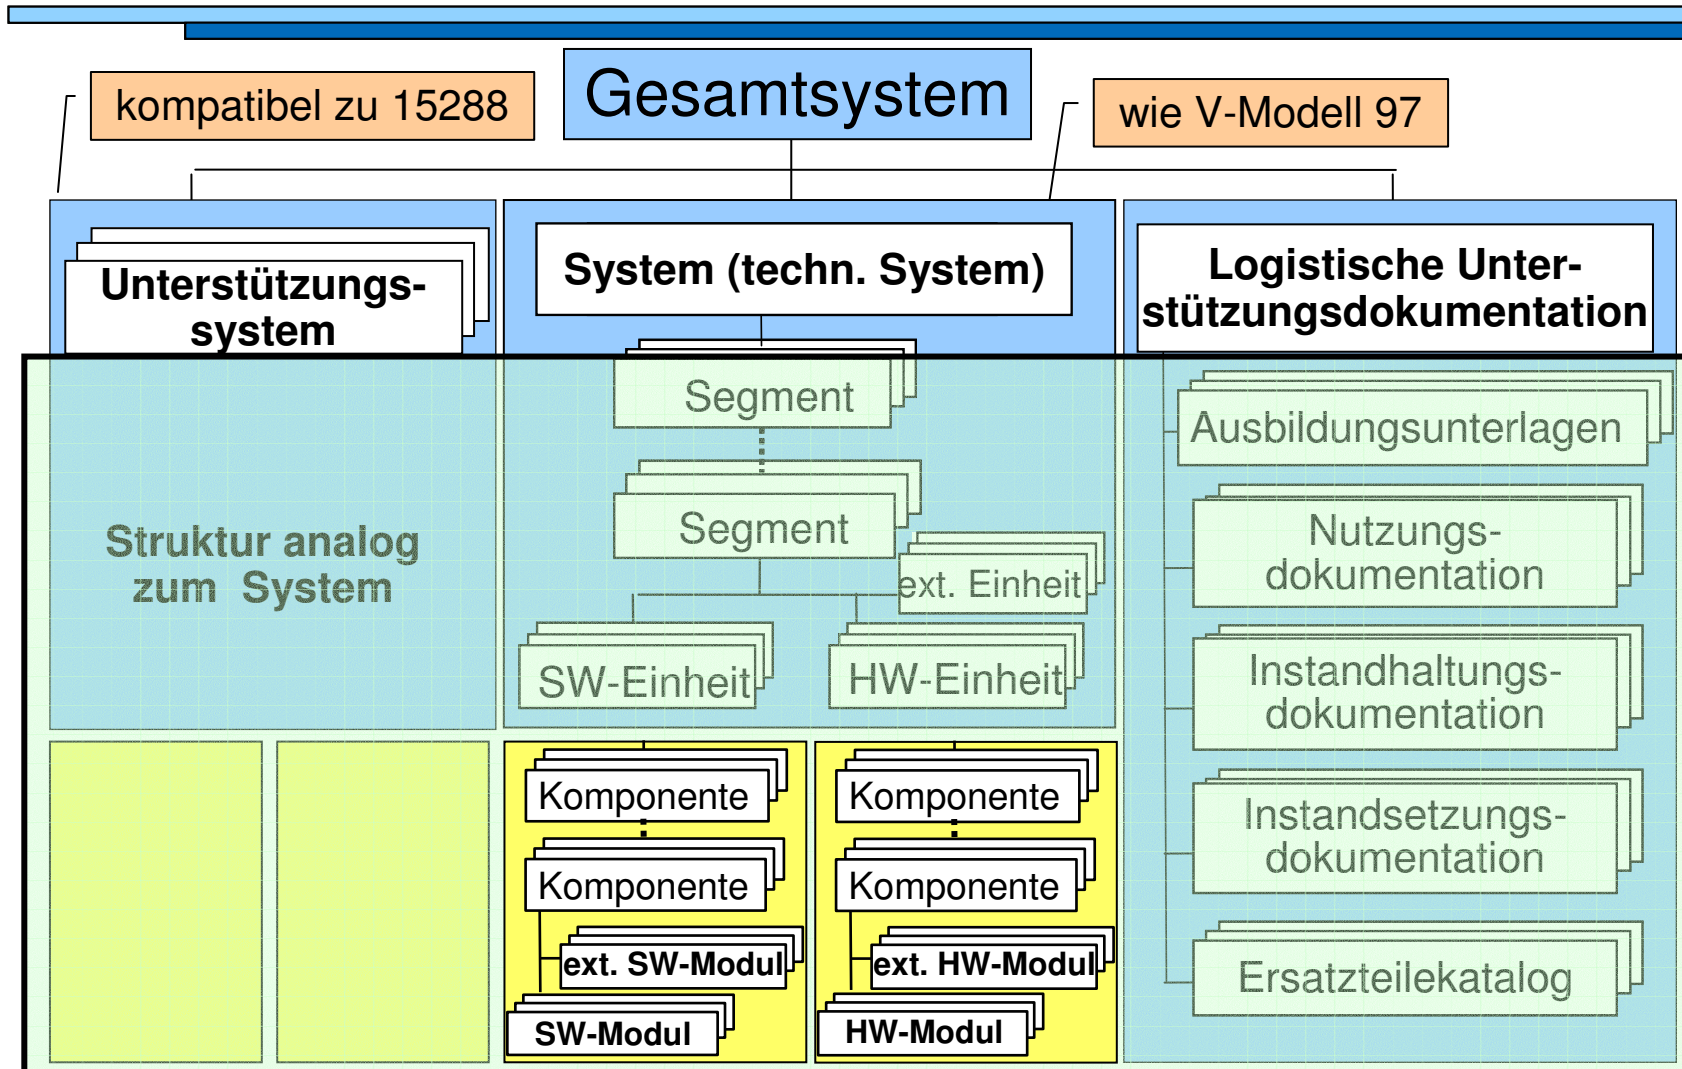 Gesamtsystem
kompatibel zu 15288
wie V-Modell 97
Unterstützungs-
system
System (techn. System)
Logistische Unter-
stützungsdokumentation
Struktur analog
zum System
Segment
Segment
ext. Einheit
SW-Einheit
HW-Einheit
Komponente
Komponente
ext. SW-Modul
SW-Modul
Komponente
Komponente
ext. HW-Modul
HW-Modul
Ausbildungsunterlagen
Nutzungs-
dokumentation
Instandhaltungs-
dokumentation
Instandsetzungs-
dokumentation
Ersatzteilekatalog